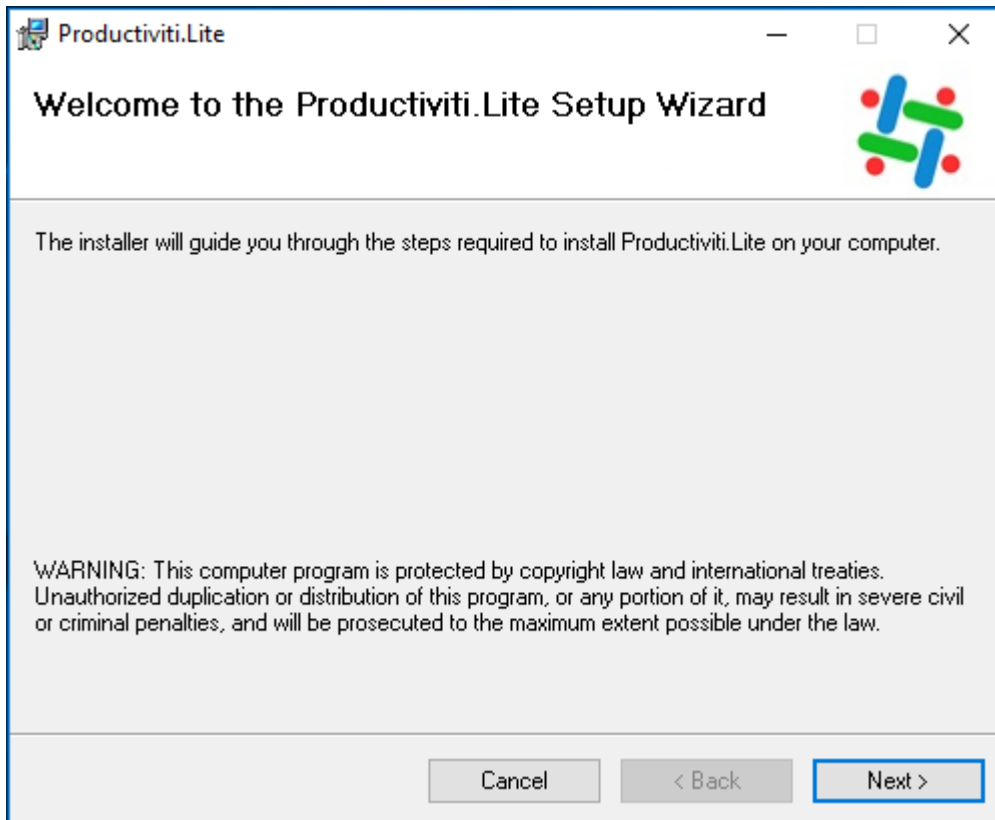 Productiviti.Lite
Welcome to the Productiviti.Lite Setup Wizard
The installer will guide you through the steps required to install Productiviti.Lite on your computer.
WARNING: This computer program is protected by copyright law and international treaties.
Unauthorized duplication or distribution of this program, or any portion of it, may result in severe civil
or criminal penalties, and will be prosecuted to the maximum extent possible under the law.
Cancel < Back Next >